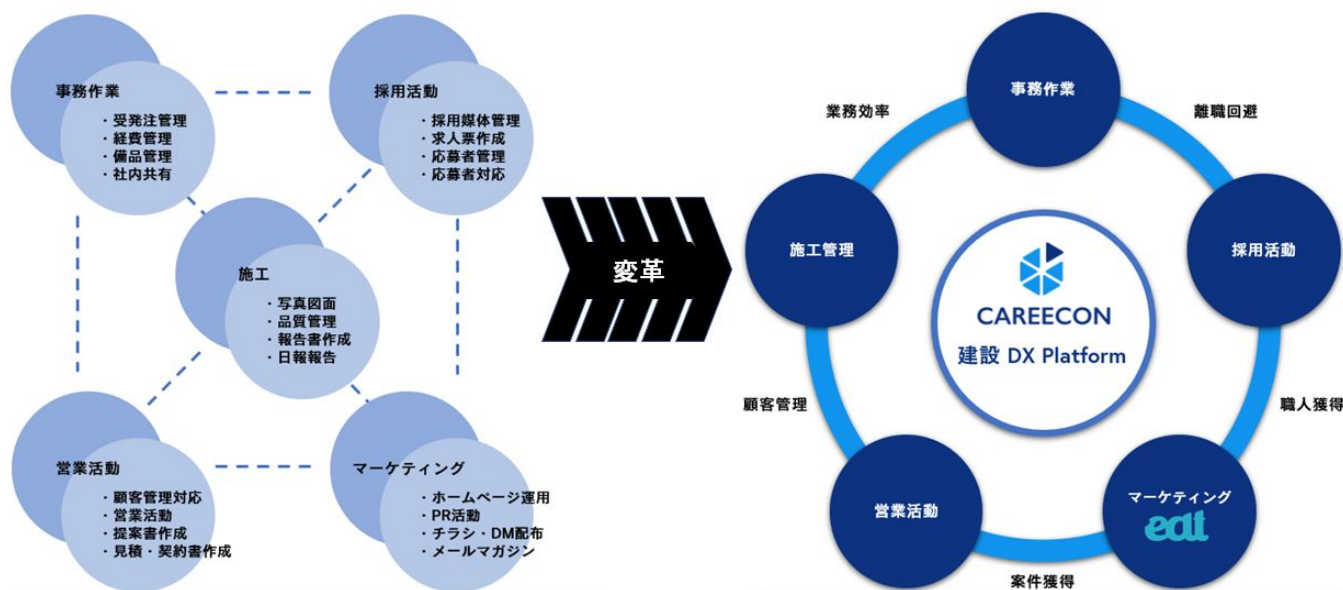 事務作業
・受発注管理
・経費管理
・備品管理
・社内共有
採用活動
・採用媒体管理
・求人票作成
・応募者管理
・応募者対応
施工
・写真図面
・品質管理
・報告書作成
・日報報告
営業活動
・顧客管理対応
・営業活動
・提案書作成
・見積・契約書作成
マーケティング
・ホームページ運用
・PR活動
・チラシ・DM配布
・メールマガジン
変革
事務作業
業務効率
離職回避
施工管理
採用活動
CAREECON
建設 DX Platform
顧客管理
職人獲得
営業活動
マーケティング
eat
案件獲得